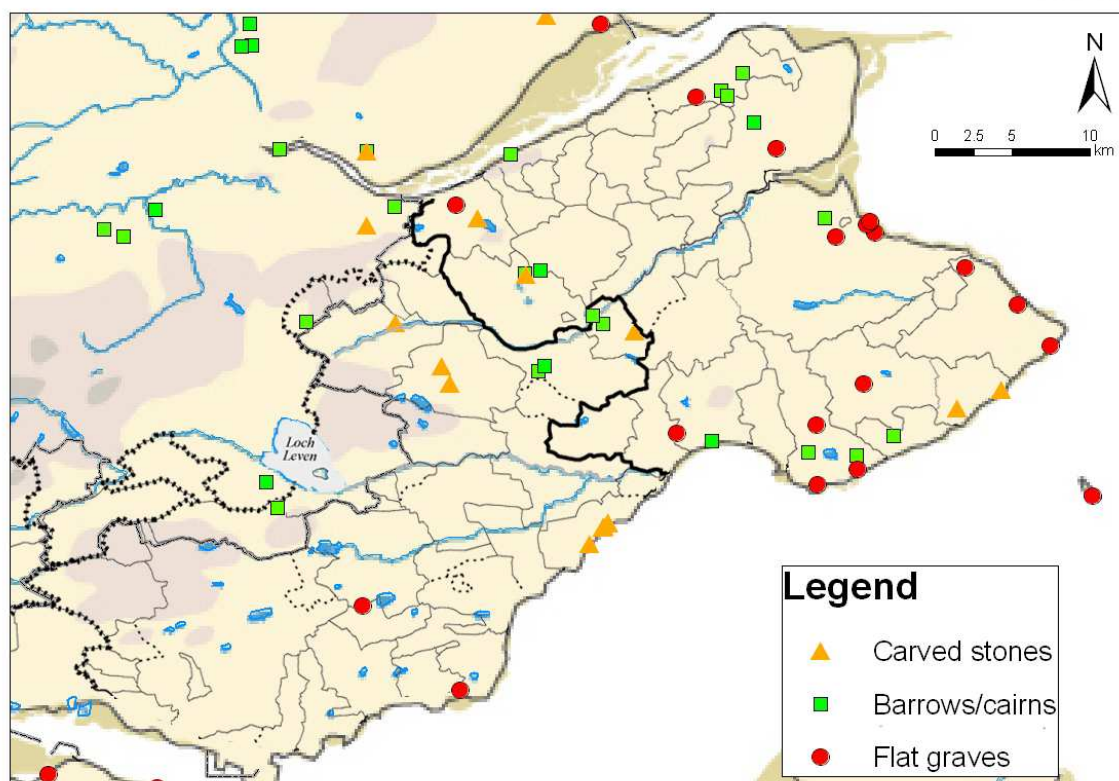 N
0 2.5 5 10
km
Loch
Leven
Legend
Carved stones
Barrows/cairns
Flat graves